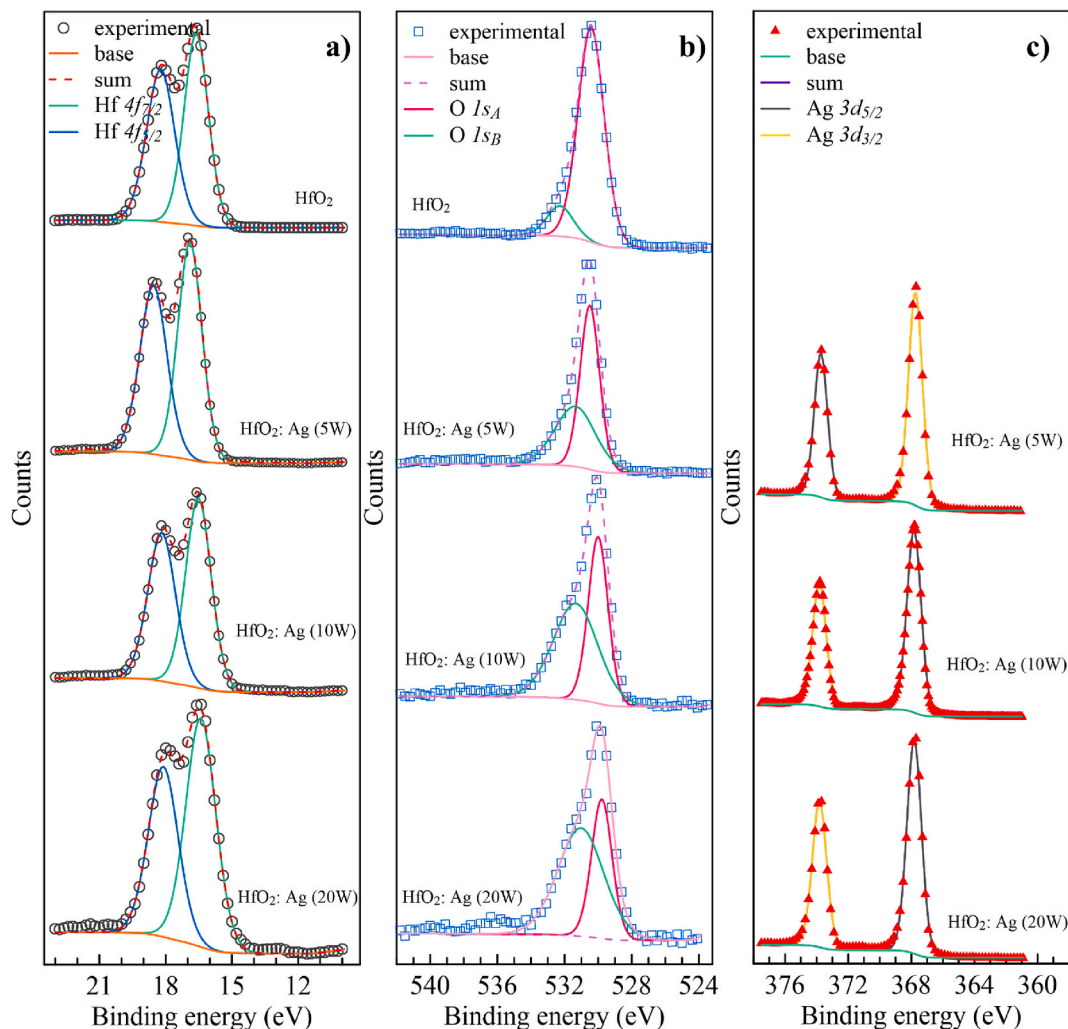 a)
experimental
base
sum
Hf 4f7/2
Hf 4f5/2
HfO2
HfO2: Ag (5W)
HfO2: Ag (10W)
HfO2: Ag (20W)
Counts
21 18 15 12
Binding energy (eV)
b)
experimental
base
sum
O 1sA
O 1sB
HfO2
HfO2: Ag (5W)
HfO2: Ag (10W)
HfO2: Ag (20W)
Counts
540 536 532 528 524
Binding energy (eV)
c)
experimental
base
sum
Ag 3d5/2
Ag 3d3/2
HfO2: Ag (5W)
HfO2: Ag (10W)
HfO2: Ag (20W)
Counts
376 372 368 364 360
Binding energy (eV)